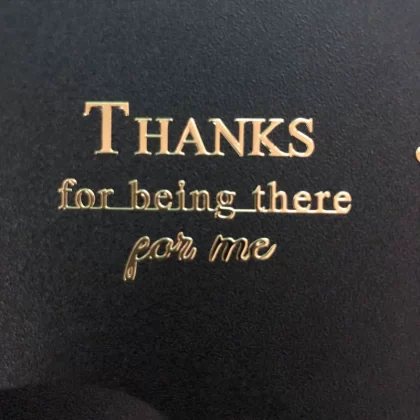 THANKS
for being there
for me